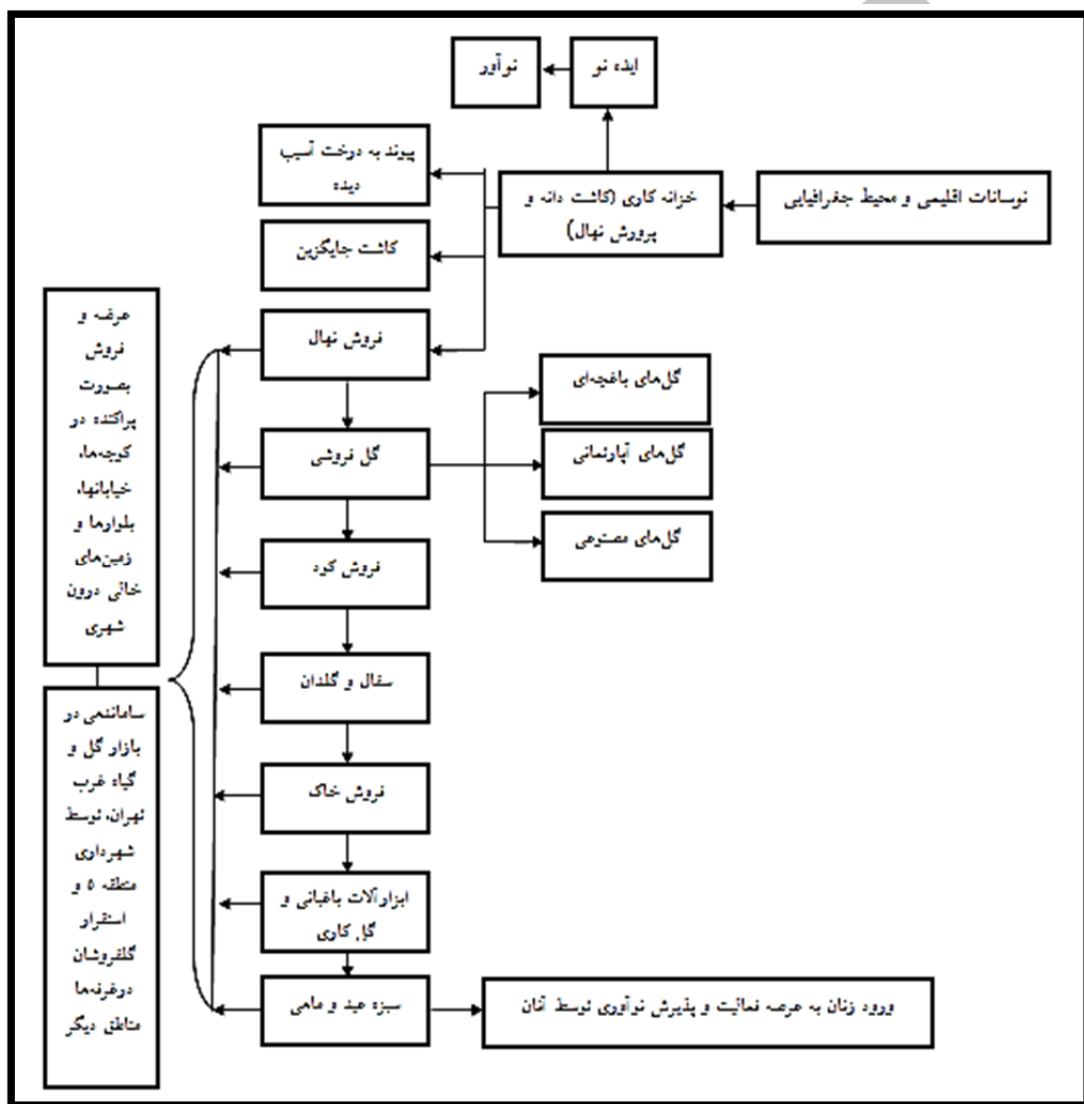 ایده نو
نوآور
پیوند به درخت آسیب
دیده
خزانه کاری (کاشت دانه و
پرورش نهال)
نوسانات اقلیمی و محیط جغرافیایی
کاشت جایگزین
فروش نهال
گل‌های باغچه‌ای
گل فروشی
گل‌های آپارتمانی
گل‌های مصنوعی
فروش کود
سفال و گلدان
فروش خاک
ابزارآلات باغبانی و
گل کاری
سبزه عید و ماهی
ورود زنان به عرصه فعالیت و پذیرش نوآوری توسط آنان
عرضه و
فروش
بصورت
پراکنده در
کوچه‌ها،
خیابانها،
بلوارها و
زمین‌های
خالی درون
شهری
ساماندهی در
بازار گل و
گیاه غرب
تهران، توسط
شهرداری
منطقه ۵ و
استقرار
گلفروشان
درغرفه‌ها
مناطق دیگر